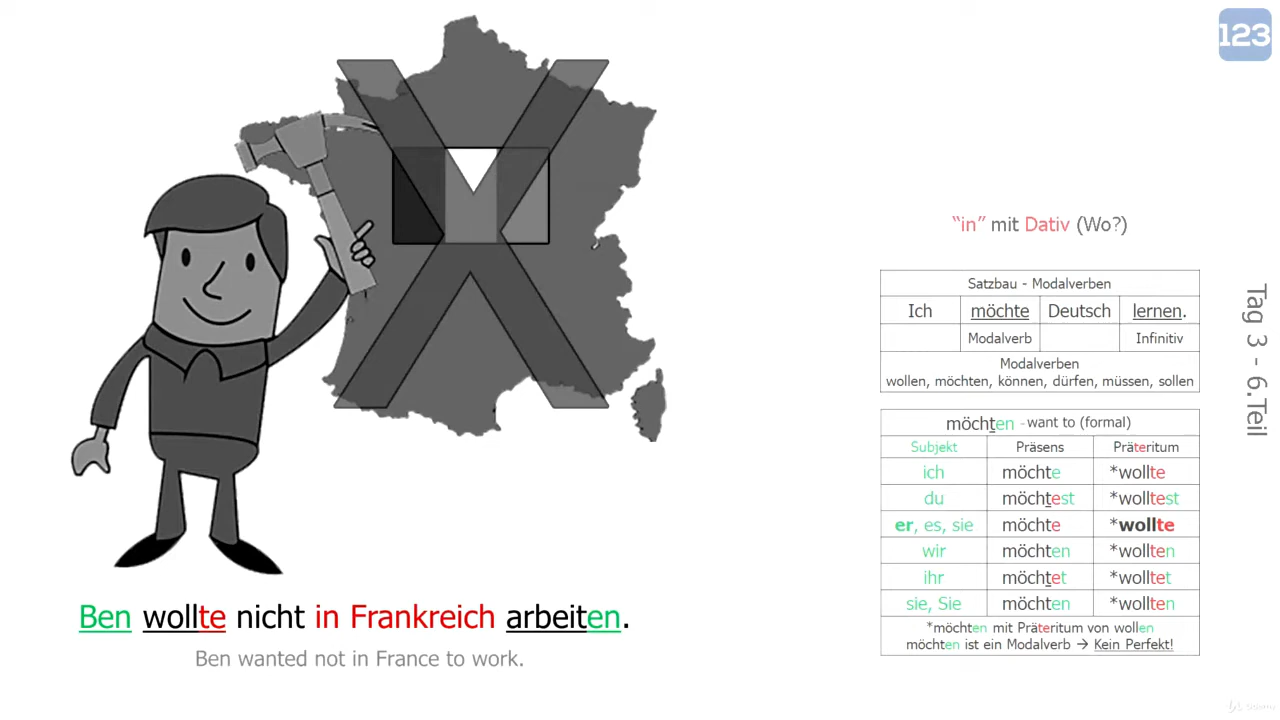 123
"in" mit Dativ (Wo?)
Satzbau - Modalverben
Ich möchte Deutsch lernen.
Modalverb Infinitiv
Modalverben
wollen, möchten, können, dürfen, müssen, sollen
möchten - want to (formal)
Subjekt Präsens Präteritum
ich möchte *wollte
du möchtest *wolltest
er, es, sie möchte *wollte
wir möchten *wollten
ihr möchtet *wolltet
sie, Sie möchten *wollten
*möchten mit Präteritum von wollen
möchten ist ein Modalverb → Kein Perfekt!
Tag 3 - 6.Teil
Ben wollte nicht in Frankreich arbeiten.
Ben wanted not in France to work.